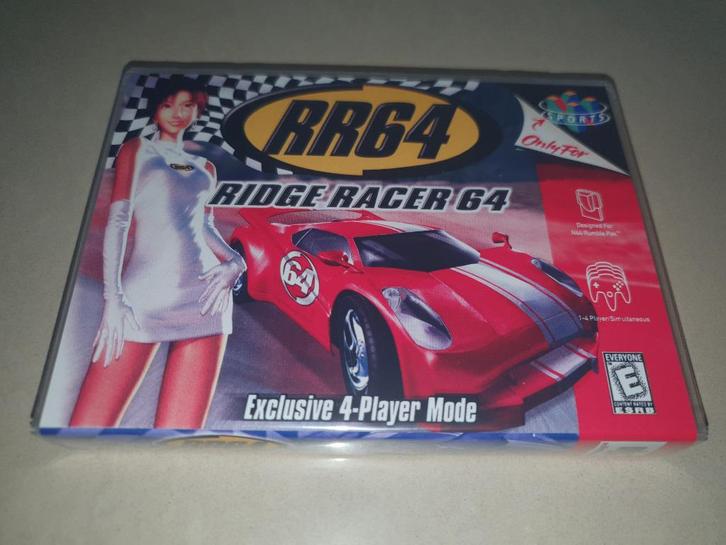 RR64
RIDGE RACER 64
SPORTS
Only For
Designed For
N64 Rumble Pak™
64
1-4 Player/Simultaneous
EVERYONE
E
CONTENT RATED BY
ESRB
Exclusive 4-Player Mode